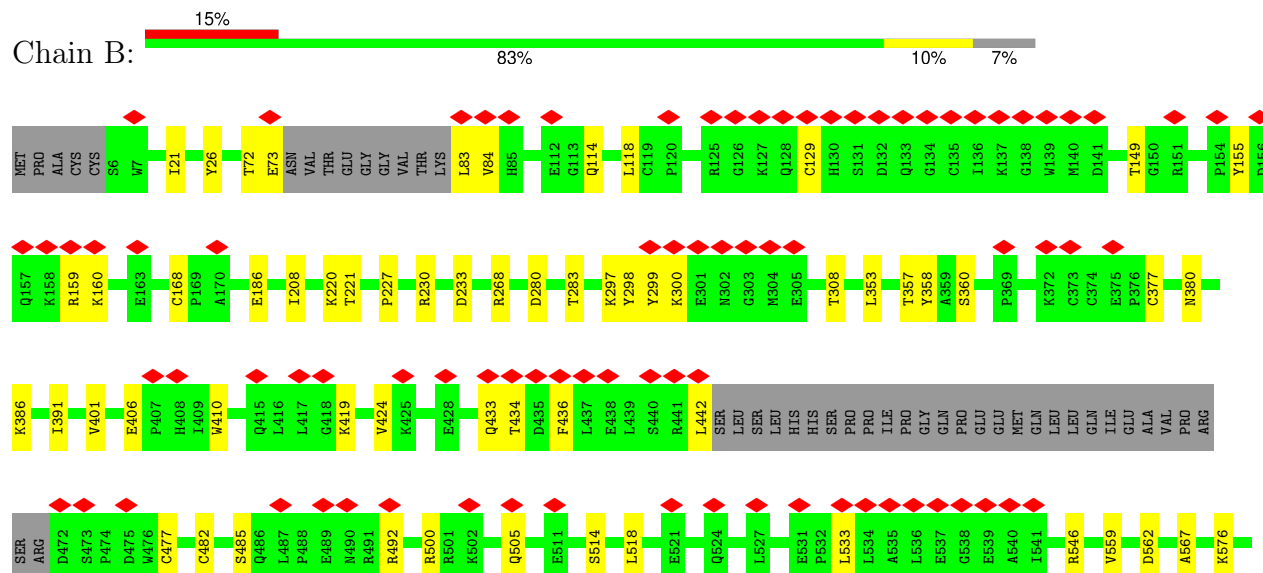 15%
Chain B:
83% 10% 7%
MET PRO ALA CYS CYS S6 W7 I21 Y26 T72 E73 ASN VAL THR GLU GLY GLY VAL THR LYS L83 V84 H85 E112 G113 Q114 L118 C119 P120 R125 G126 K127 Q128 C129 H130 S131 D132 Q133 G134 C135 I136 K137 G138 W139 M140 D141 T149 G150 R151 P154 Y155 D156
Q157 K158 R159 K160 E163 C168 P169 A170 E186 I208 K220 T221 P227 R230 D233 R268 D280 T283 K297 Y298 Y299 K300 E301 N302 G303 M304 E305 T308 L353 T357 Y358 A359 S360 P369 K372 C373 C374 E375 P376 C377 N380
K386 I391 V401 E406 P407 H408 I409 W410 Q415 L416 L417 G418 K419 V424 K425 E428 Q433 T434 D435 F436 L437 E438 L439 S440 R441 L442 SER LEU SER LEU HIS HIS SER PRO PRO ILE PRO GLY GLN PRO GLU GLU MET GLN LEU LEU GLN ILE GLU ALA VAL PRO ARG
SER ARG D472 S473 P474 D475 W476 C477 C482 S485 Q486 L487 P488 E489 N490 R491 R492 R500 R501 K502 Q505 E511 S514 L518 E521 Q524 L527 E531 P532 L533 L534 A535 L536 E537 G538 E539 A540 I541 R546 V559 D562 A567 K576